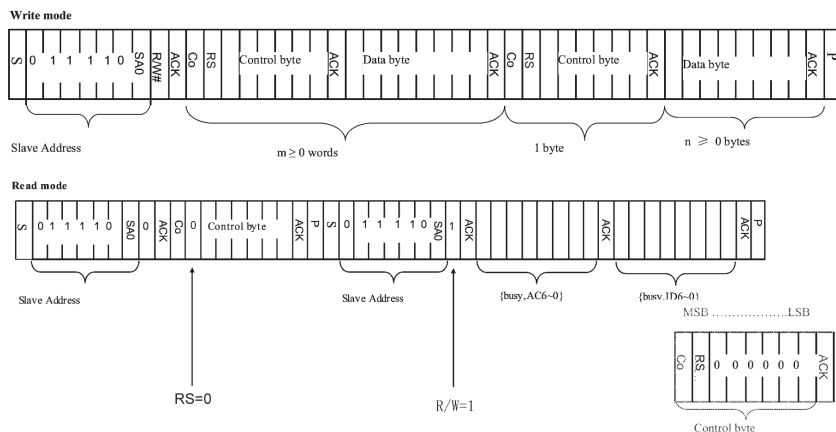 Write mode
S 0 1 1 1 1 0 SA0 R/W# ACK Co RS Control byte ACK Data byte ACK Co RS Control byte ACK Data byte ACK P
Slave Address
m ≥ 0 words
1 byte
n ≥ 0 bytes
Read mode
S 0 1 1 1 1 0 SA0 0 ACK Co 0 Control byte ACK P S 0 1 1 1 1 0 SA0 1 ACK ACK ACK P
Slave Address
Slave Address
{busy,AC6~0}
{busy,ID6~0}
MSB ...................LSB
Co RS 0 0 0 0 0 0 ACK
Control byte
RS=0
R/W=1